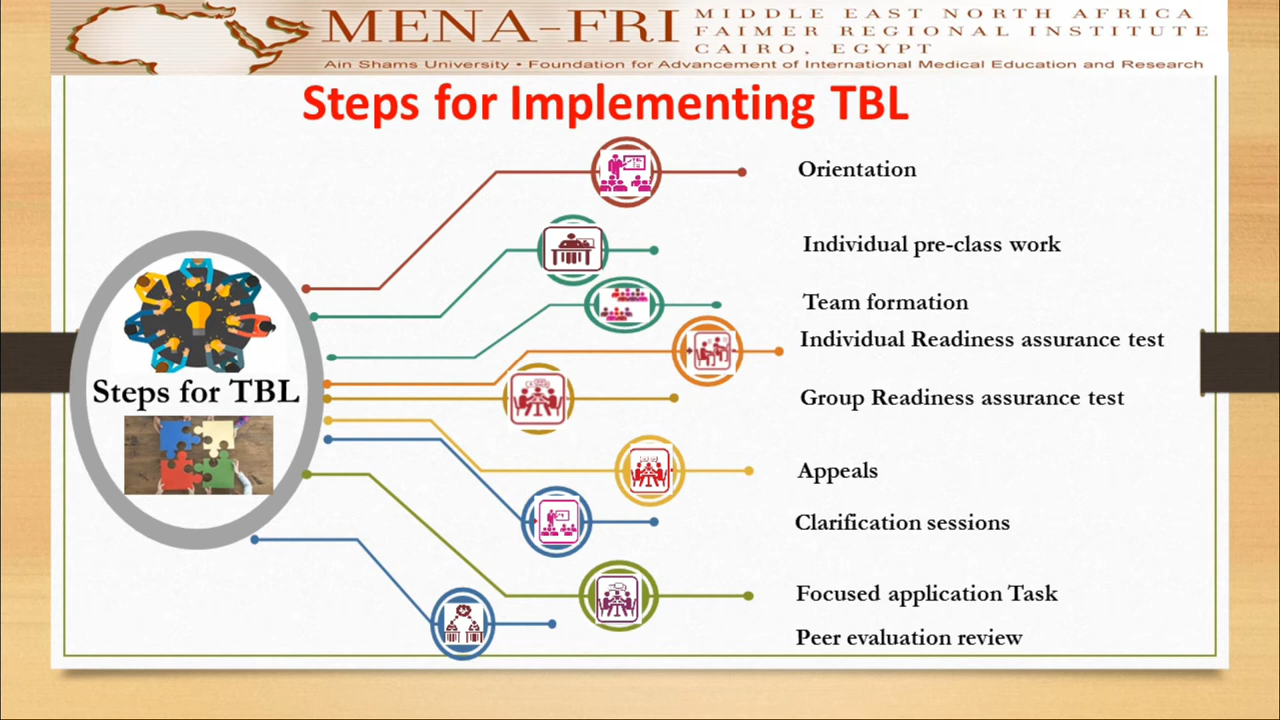 MENA-FRI
MIDDLE EAST NORTH AFRICA
FAIMER REGIONAL INSTITUTE
CAIRO, EGYPT
Ain Shams University • Foundation for Advancement of International Medical Education and Research
Steps for Implementing TBL
Steps for TBL
Orientation
Individual pre-class work
Team formation
Individual Readiness assurance test
Group Readiness assurance test
Appeals
Clarification sessions
Focused application Task
Peer evaluation review